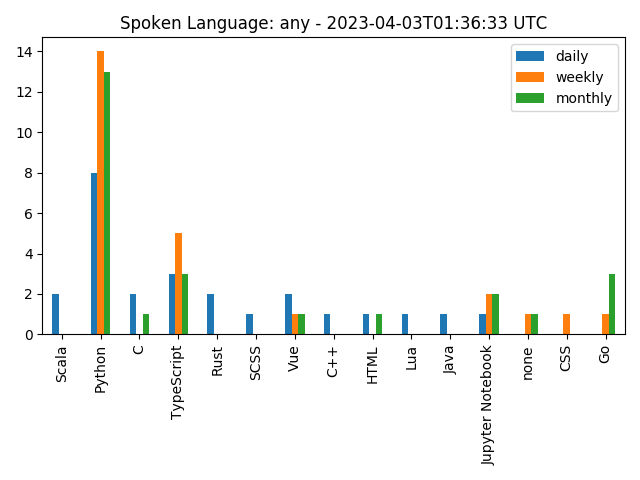 Spoken Language: any - 2023-04-03T01:36:33 UTC
daily
weekly
monthly
14
12
10
8
6
4
2
0
Scala
Python
C
TypeScript
Rust
SCSS
Vue
C++
HTML
Lua
Java
Jupyter Notebook
none
CSS
Go